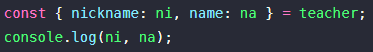 const { nickname: ni, name: na } = teacher;
console.log(ni, na);